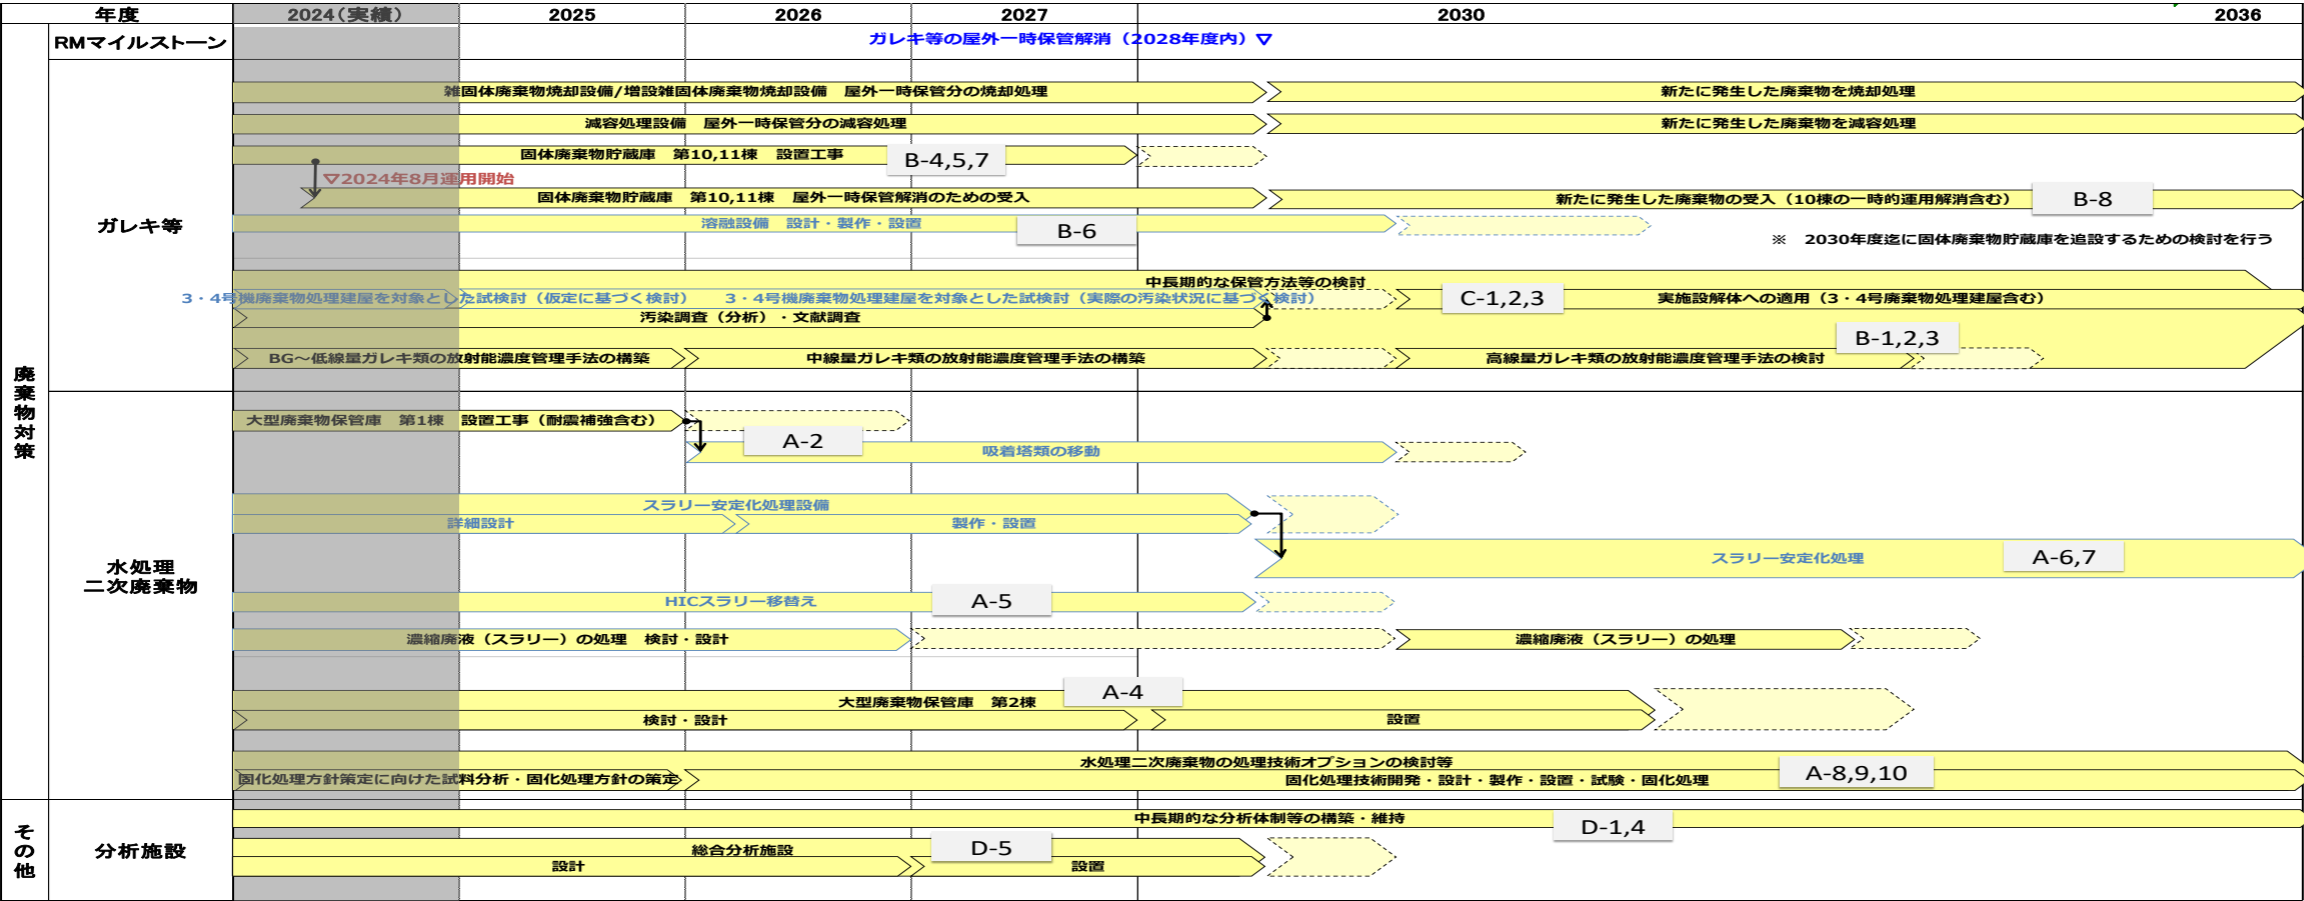 年度
2024(実績)
2025
2026
2027
2030
2036
RMマイルストーン
ガレキ等の屋外一時保管解消（2028年度内）▽
廃棄物対策
ガレキ等
雑固体廃棄物焼却設備/増設雑固体廃棄物焼却設備　屋外一時保管分の焼却処理
新たに発生した廃棄物を焼却処理
減容処理設備　屋外一時保管分の減容処理
新たに発生した廃棄物を減容処理
固体廃棄物貯蔵庫　第10,11棟　設置工事
B-4,5,7
▽2024年8月運用開始
固体廃棄物貯蔵庫　第10,11棟　屋外一時保管解消のための受入
新たに発生した廃棄物の受入（10棟の一時的運用解消含む）
B-8
溶融設備　設計・製作・設置
B-6
※　2030年度迄に固体廃棄物貯蔵庫を追設するための検討を行う
中長期的な保管方法等の検討
3・4号機廃棄物処理建屋を対象とした試検討（仮定に基づく検討）
3・4号機廃棄物処理建屋を対象とした試検討（実際の汚染状況に基づく検討）
C-1,2,3
実施設解体への適用（3・4号廃棄物処理建屋含む）
汚染調査（分析）・文献調査
B-1,2,3
BG～低線量ガレキ類の放射能濃度管理手法の構築
中線量ガレキ類の放射能濃度管理手法の構築
高線量ガレキ類の放射能濃度管理手法の検討
水処理
二次廃棄物
大型廃棄物保管庫　第1棟　設置工事（耐震補強含む）
A-2
吸着塔類の移動
スラリー安定化処理設備
詳細設計
製作・設置
スラリー安定化処理
A-6,7
HICスラリー移替え
A-5
濃縮廃液（スラリー）の処理　検討・設計
濃縮廃液（スラリー）の処理
A-4
大型廃棄物保管庫　第2棟
検討・設計
設置
水処理二次廃棄物の処理技術オプションの検討等
固化処理方針策定に向けた試料分析・固化処理方針の策定
固化処理技術開発・設計・製作・設置・試験・固化処理
A-8,9,10
その他
分析施設
中長期的な分析体制等の構築・維持
D-1,4
総合分析施設
D-5
設計
設置